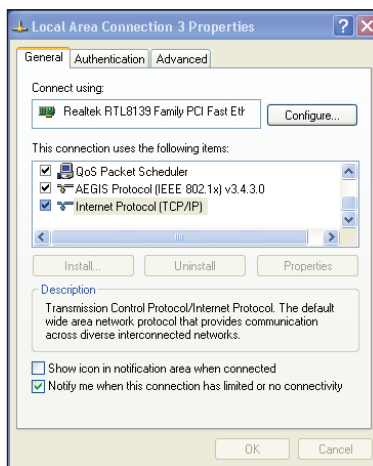 Local Area Connection 3 Properties
General Authentication Advanced
Connect using:
Realtek RTL8139 Family PCI Fast Eth
Configure...
This connection uses the following items:
QoS Packet Scheduler
AEGIS Protocol (IEEE 802.1x) v3.4.3.0
Internet Protocol (TCP/IP)
Install... Uninstall Properties
Description
Transmission Control Protocol/Internet Protocol. The default
wide area network protocol that provides communication
across diverse interconnected networks.
Show icon in notification area when connected
Notify me when this connection has limited or no connectivity
OK Cancel